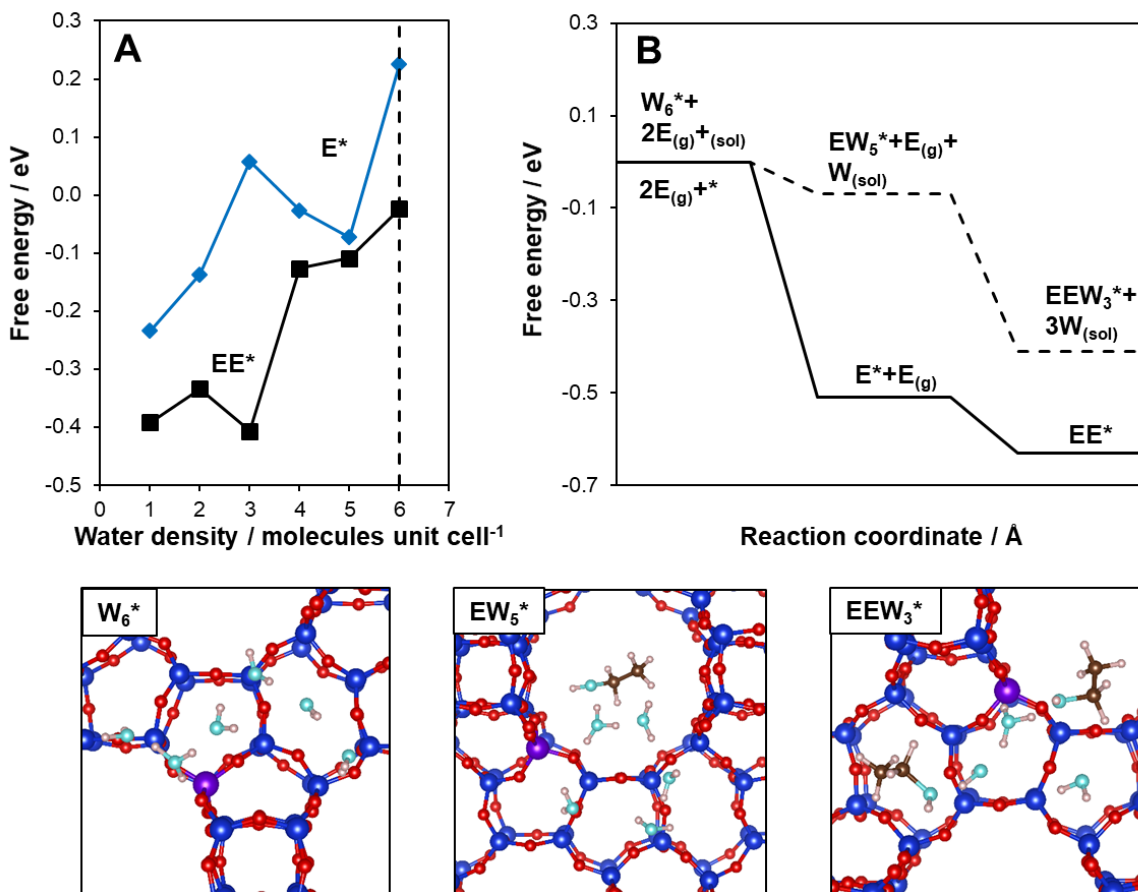 A
Free energy / eV
0.3
0.2
0.1
0.0
-0.1
-0.2
-0.3
-0.4
-0.5
E*
EE*
0 1 2 3 4 5 6 7
Water density / molecules unit cell⁻¹
B
Free energy / eV
0.3
0.1
-0.1
-0.3
-0.5
-0.7
W₆*+
2E₍g₎+₍sol₎
2E₍g₎+*
EW₅*+E₍g₎+
W₍sol₎
E*+E₍g₎
EEW₃*+
3W₍sol₎
EE*
Reaction coordinate / Å
W₆*
EW₅*
EEW₃*